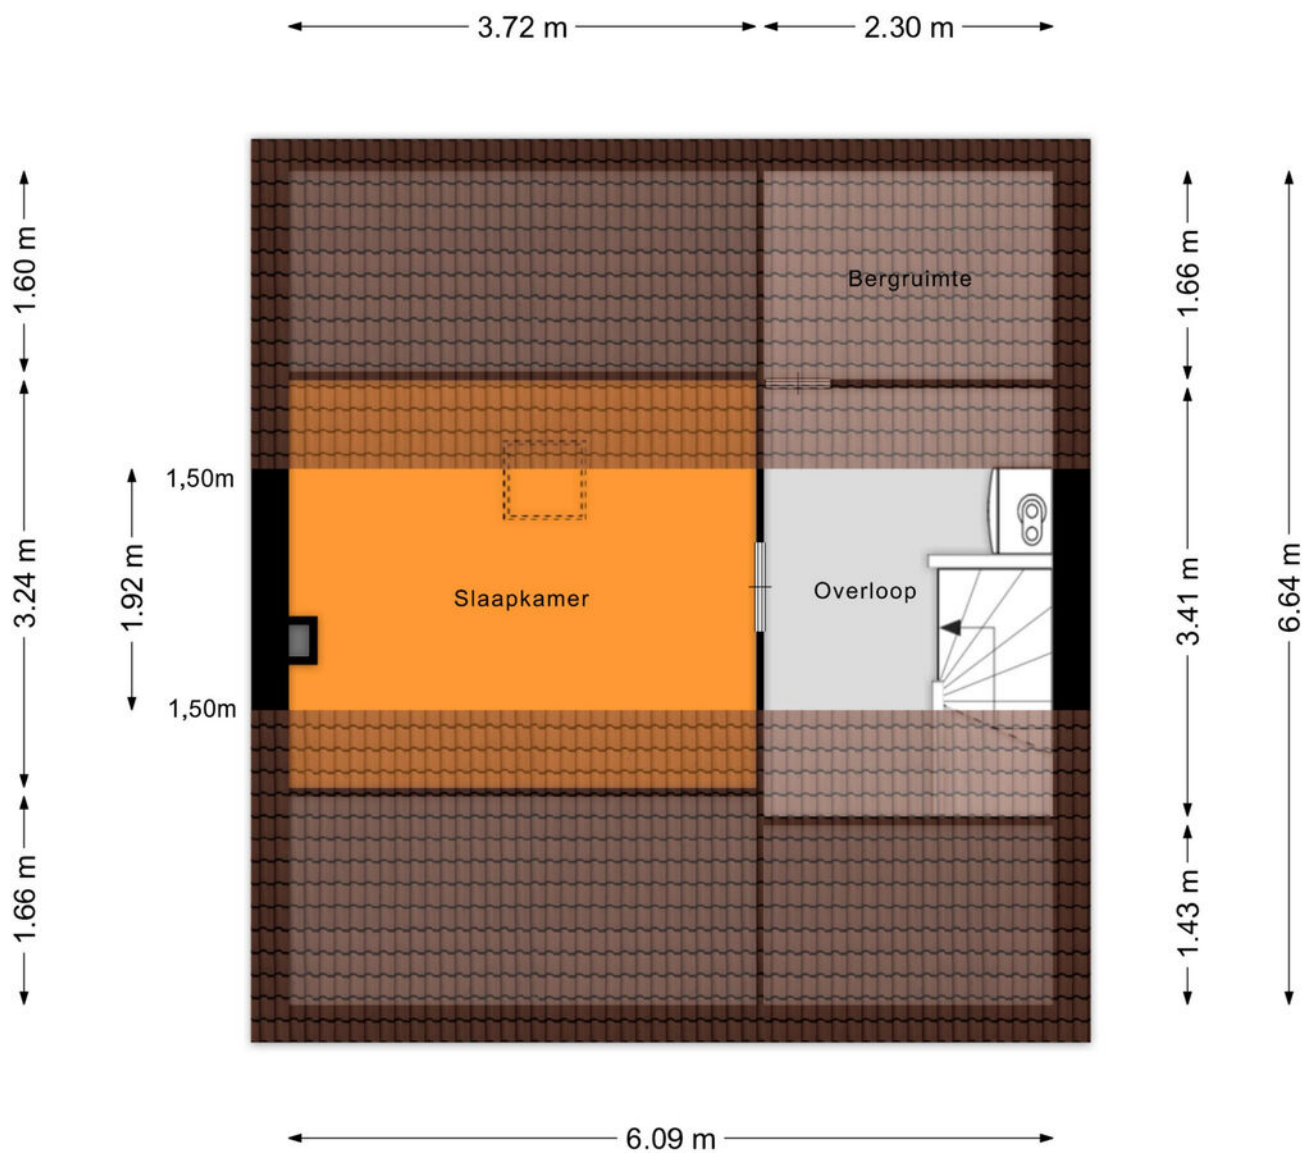 3.72 m
2.30 m
1.60 m
3.24 m
1.66 m
1.92 m
1,50m
1,50m
Bergruimte
Slaapkamer
Overloop
1.66 m
3.41 m
1.43 m
6.64 m
6.09 m